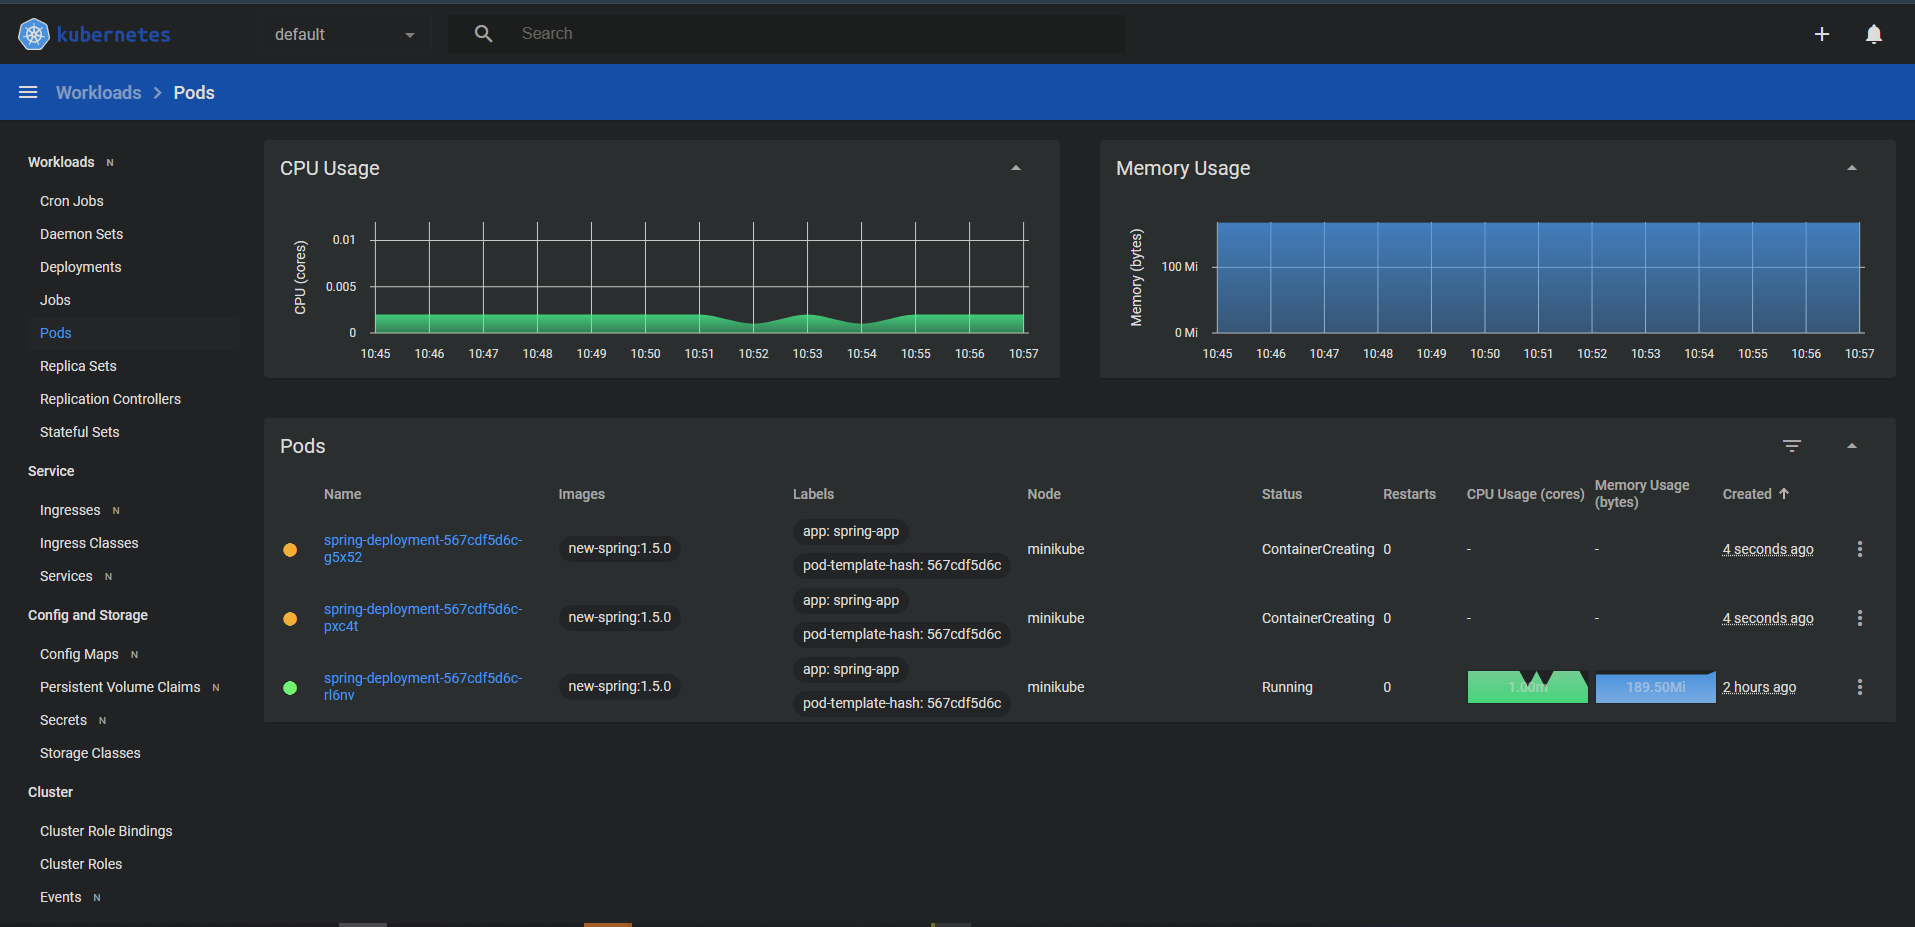 kubernetes
default
Search
Workloads > Pods
Workloads N
Cron Jobs
Daemon Sets
Deployments
Jobs
Pods
Replica Sets
Replication Controllers
Stateful Sets
Service
Ingresses N
Ingress Classes
Services N
Config and Storage
Config Maps N
Persistent Volume Claims N
Secrets N
Storage Classes
Cluster
Cluster Role Bindings
Cluster Roles
Events N
CPU Usage
CPU (cores)
0.01
0.005
0
10:45 10:46 10:47 10:48 10:49 10:50 10:51 10:52 10:53 10:54 10:55 10:56 10:57
Memory Usage
Memory (bytes)
100 Mi
0 Mi
10:45 10:46 10:47 10:48 10:49 10:50 10:51 10:52 10:53 10:54 10:55 10:56 10:57
Pods
Name Images Labels Node Status Restarts CPU Usage (cores) Memory Usage (bytes) Created
spring-deployment-567cdf5d6c-
g5x52
new-spring:1.5.0
app: spring-app
pod-template-hash: 567cdf5d6c
minikube
ContainerCreating
0
-
-
4 seconds ago
spring-deployment-567cdf5d6c-
pxc4t
new-spring:1.5.0
app: spring-app
pod-template-hash: 567cdf5d6c
minikube
ContainerCreating
0
-
-
4 seconds ago
spring-deployment-567cdf5d6c-
rl6nv
new-spring:1.5.0
app: spring-app
pod-template-hash: 567cdf5d6c
minikube
Running
0
1.00m
189.50Mi
2 hours ago